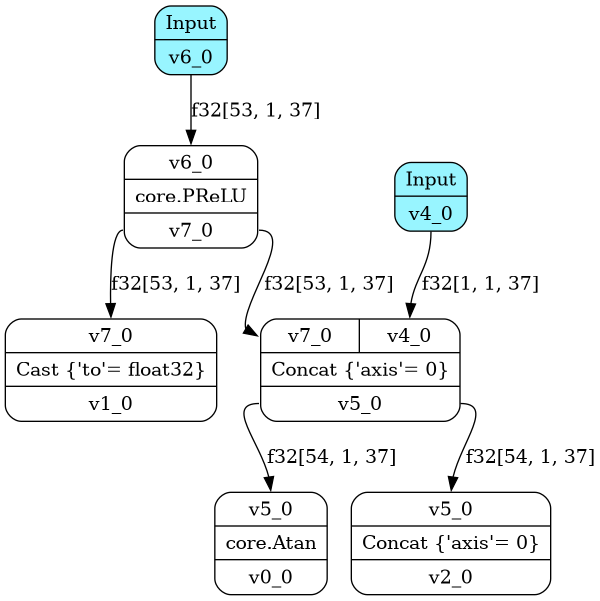 Input
v6_0
f32[53, 1, 37]
v6_0
core.PReLU
v7_0
Input
v4_0
f32[53, 1, 37]
f32[53, 1, 37]
f32[1, 1, 37]
v7_0
Cast {'to'= float32}
v1_0
v7_0 v4_0
Concat {'axis'= 0}
v5_0
f32[54, 1, 37]
f32[54, 1, 37]
v5_0
core.Atan
v0_0
v5_0
Concat {'axis'= 0}
v2_0